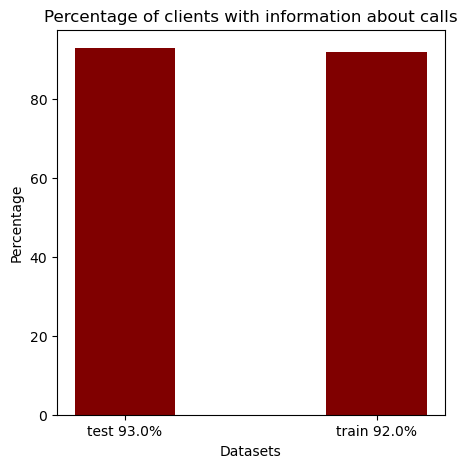 Percentage of clients with information about calls
Percentage
80
60
40
20
0
test 93.0%
train 92.0%
Datasets